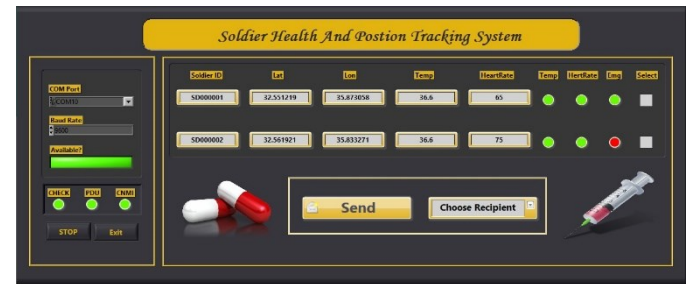 Soldier Health And Postion Tracking System
COM Port
COM10
Baud Rate
9600
Available?
CHECK PDU CNMI
STOP Exit
Soldier ID Lat Lon Temp HeartRate Temp HertRate Emg Select
SD000001 32.551219 35.873058 36.6 65
SD000002 32.561921 35.833271 36.6 75
Send Choose Recipient